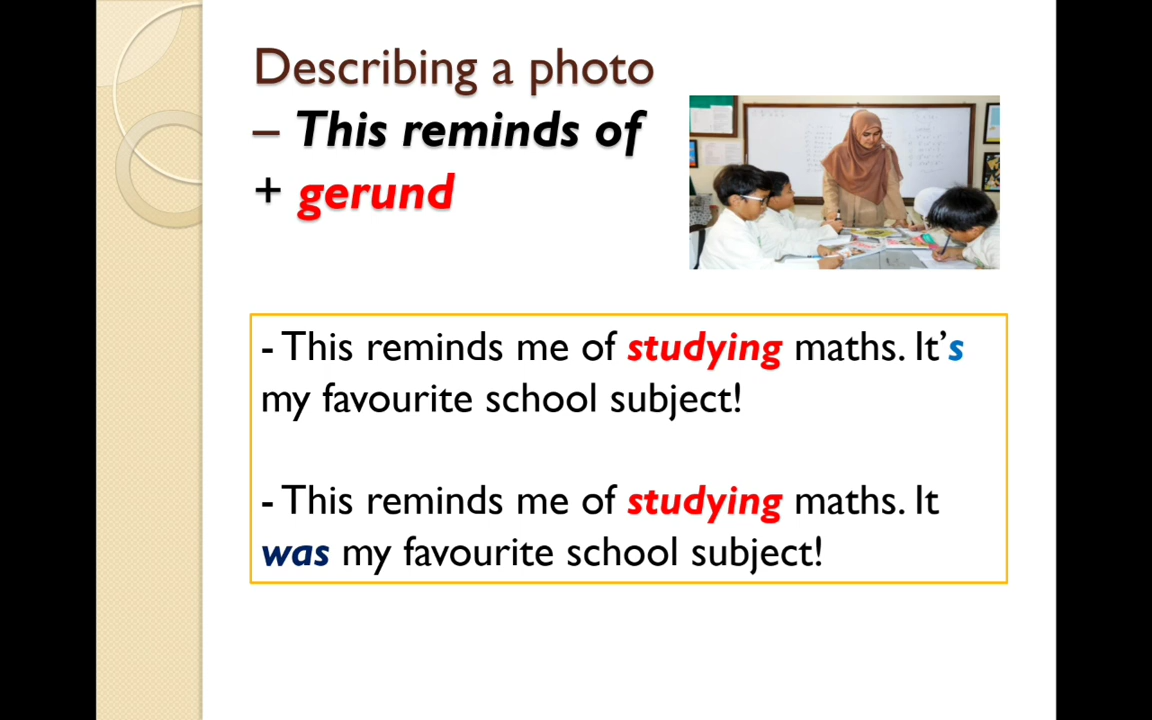 Describing a photo
– This reminds of
+ gerund
- This reminds me of studying maths. It’s
my favourite school subject!
- This reminds me of studying maths. It
was my favourite school subject!